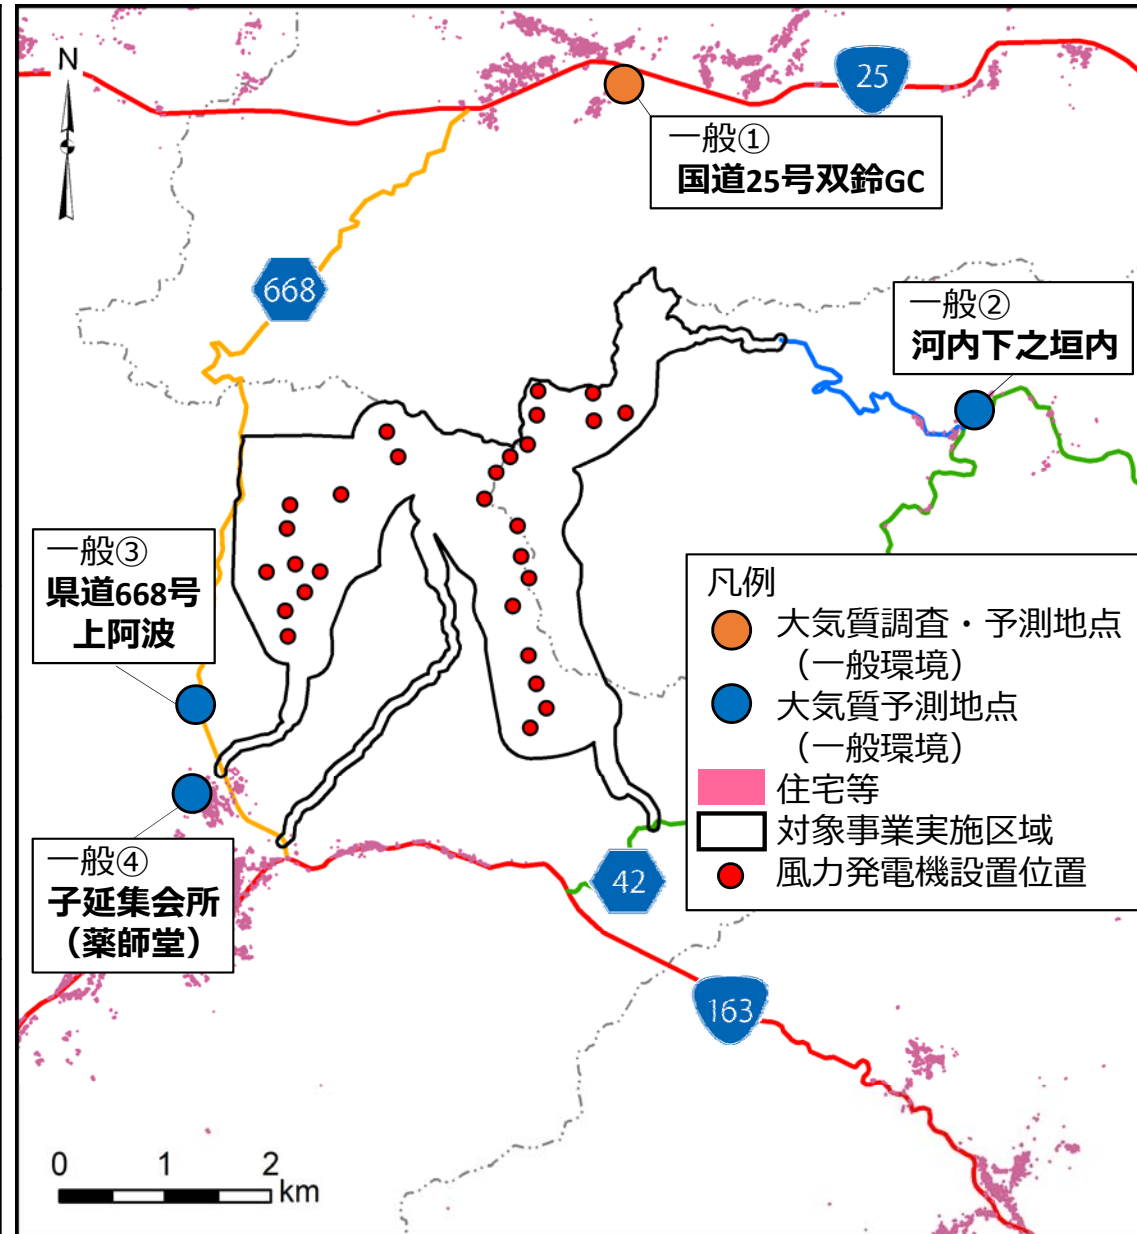 N
25
一般①
国道25号双鈴GC
668
一般②
河内下之垣内
一般③
県道668号
上阿波
凡例
大気質調査・予測地点
（一般環境）
大気質予測地点
（一般環境）
住宅等
対象事業実施区域
風力発電機設置位置
一般④
子延集会所
（薬師堂）
42
163
0 1 2
km